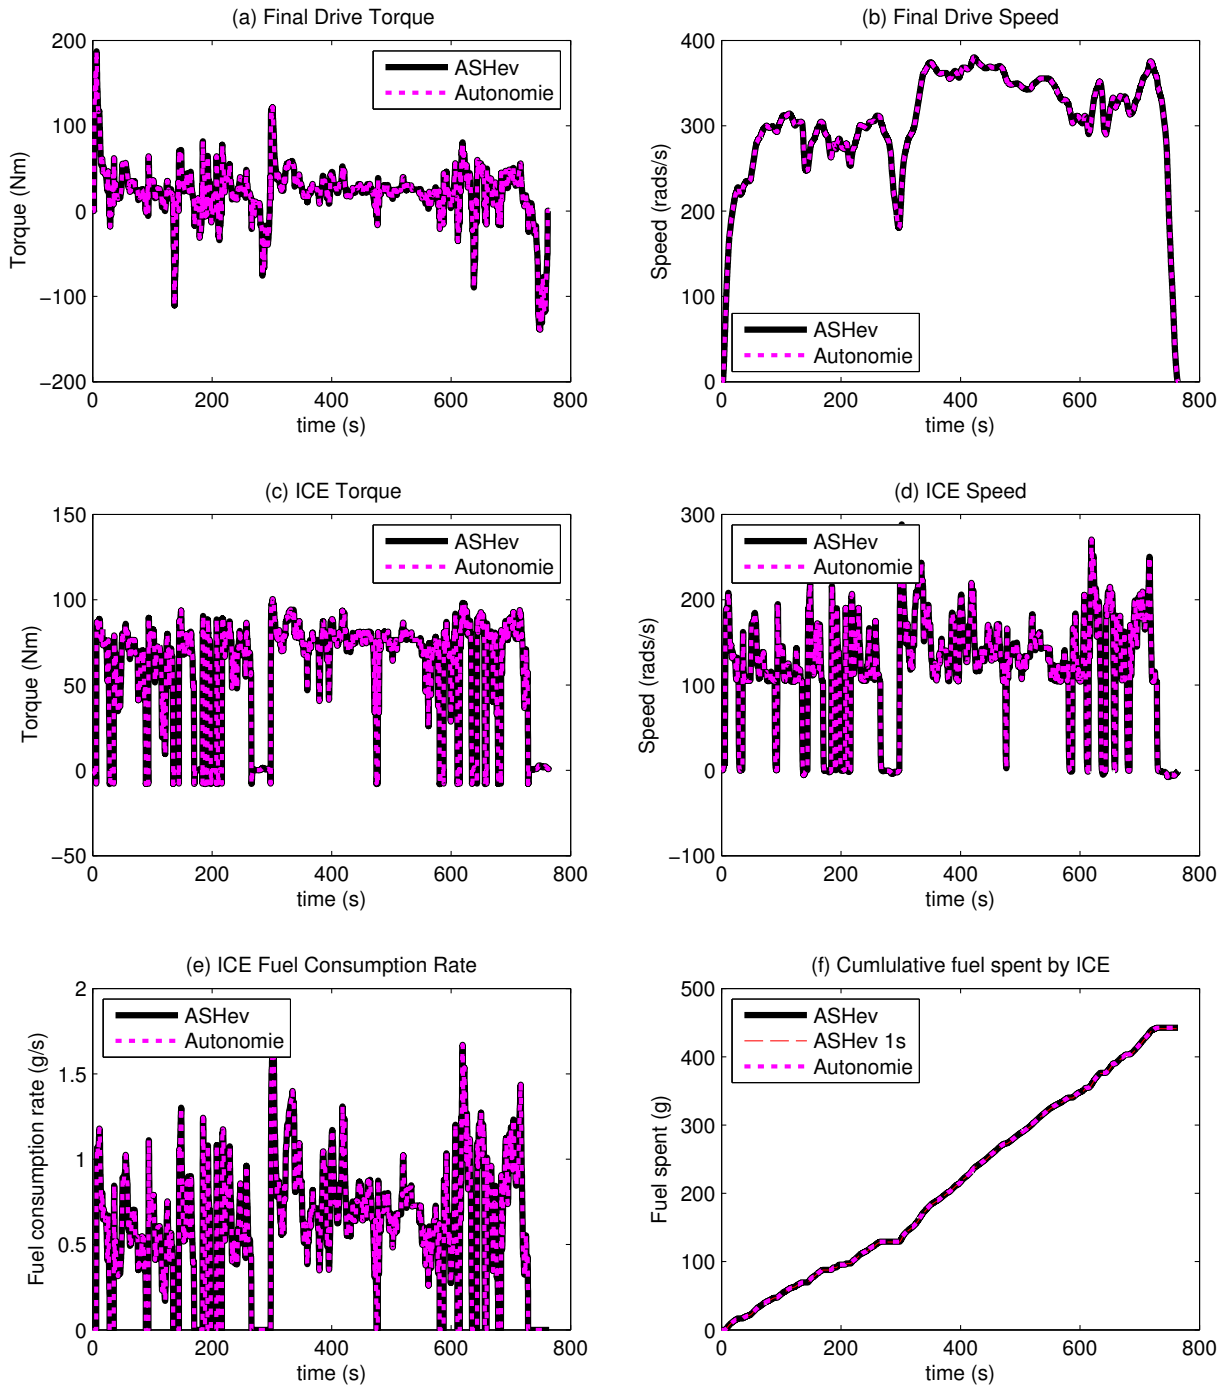 (a) Final Drive Torque
200
100
0
−100
−200
Torque (Nm)
0 200 400 600 800
time (s)
ASHev
Autonomie
(b) Final Drive Speed
400
300
200
100
0
Speed (rads/s)
0 200 400 600 800
time (s)
ASHev
Autonomie
(c) ICE Torque
150
100
50
0
−50
Torque (Nm)
0 200 400 600 800
time (s)
ASHev
Autonomie
(d) ICE Speed
300
200
100
0
−100
Speed (rads/s)
0 200 400 600 800
time (s)
ASHev
Autonomie
(e) ICE Fuel Consumption Rate
2
1.5
1
0.5
0
Fuel consumption rate (g/s)
0 200 400 600 800
time (s)
ASHev
Autonomie
(f) Cumlulative fuel spent by ICE
500
400
300
200
100
0
Fuel spent (g)
0 200 400 600 800
time (s)
ASHev
ASHev 1s
Autonomie